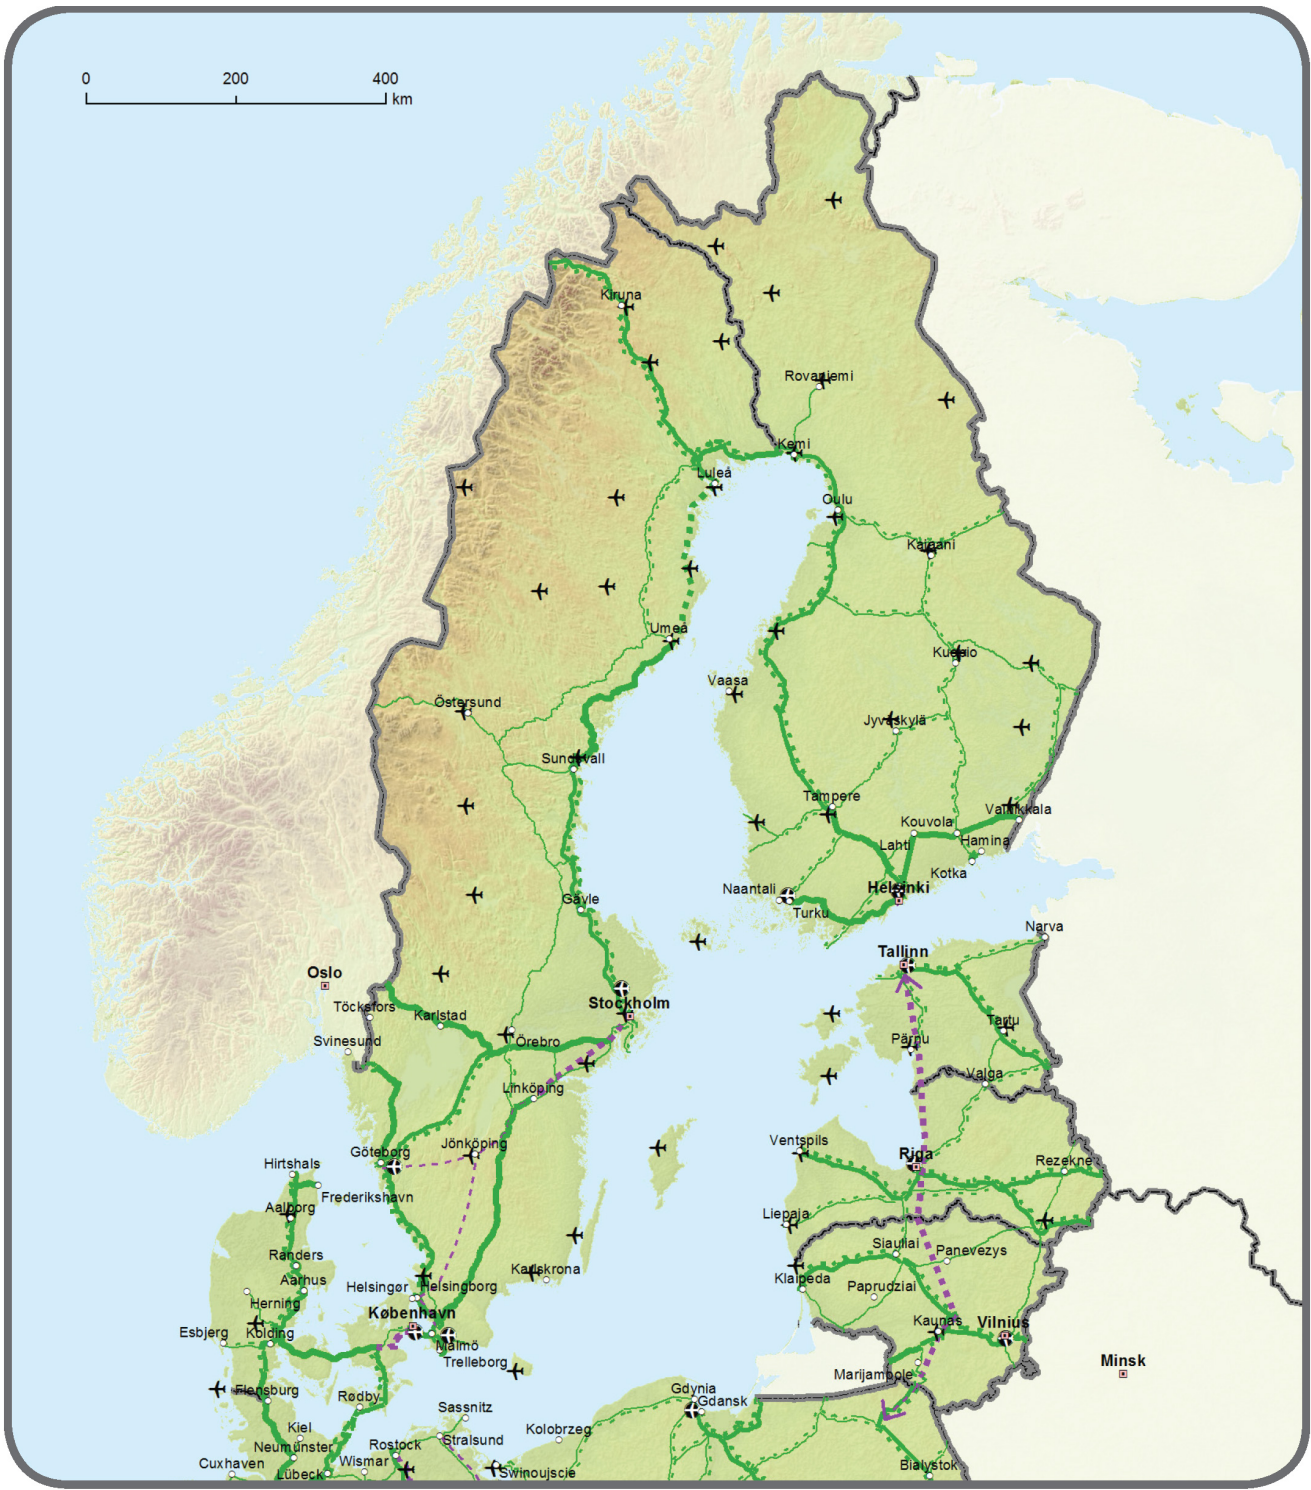 0 200 400
km
Kiruna
Rovaniemi
Kemi
Luleå
Oulu
Kajaani
Umeå
Kuopio
Vaasa
Östersund
Jyväskylä
Sundsvall
Tampere
Vainikkala
Kouvola
Hamina
Lahti
Kotka
Naantali
Helsinki
Gävle
Turku
Narva
Tallinn
Oslo
Stockholm
Töcksfors
Karlstad
Tartu
Svinesund
Örebro
Pärnu
Valga
Linköping
Ventspils
Jönköping
Göteborg
Riga
Rezekne
Hirtshals
Frederikshavn
Aalborg
Liepaja
Siauliai
Panevezys
Randers
Karlskrona
Klaipeda
Aarhus
Helsingør
Helsingborg
Paprudziai
Herning
København
Kaunas
Vilnius
Esbjerg
Kolding
Malmö
Trelleborg
Minsk
Marijampole
Flensburg
Gdynia
Rødby
Gdansk
Sassnitz
Kiel
Kolobrzeg
Stralsund
Neumünster
Rostock
Cuxhaven
Wismar
Bialystok
Lübeck
Swinoujscie